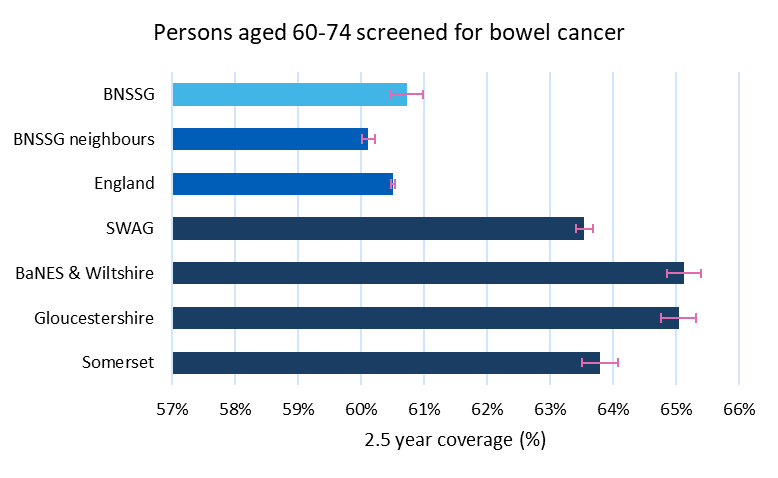 Persons aged 60-74 screened for bowel cancer
BNSSG
BNSSG neighbours
England
SWAG
BaNES & Wiltshire
Gloucestershire
Somerset
57% 58% 59% 60% 61% 62% 63% 64% 65% 66%
2.5 year coverage (%)